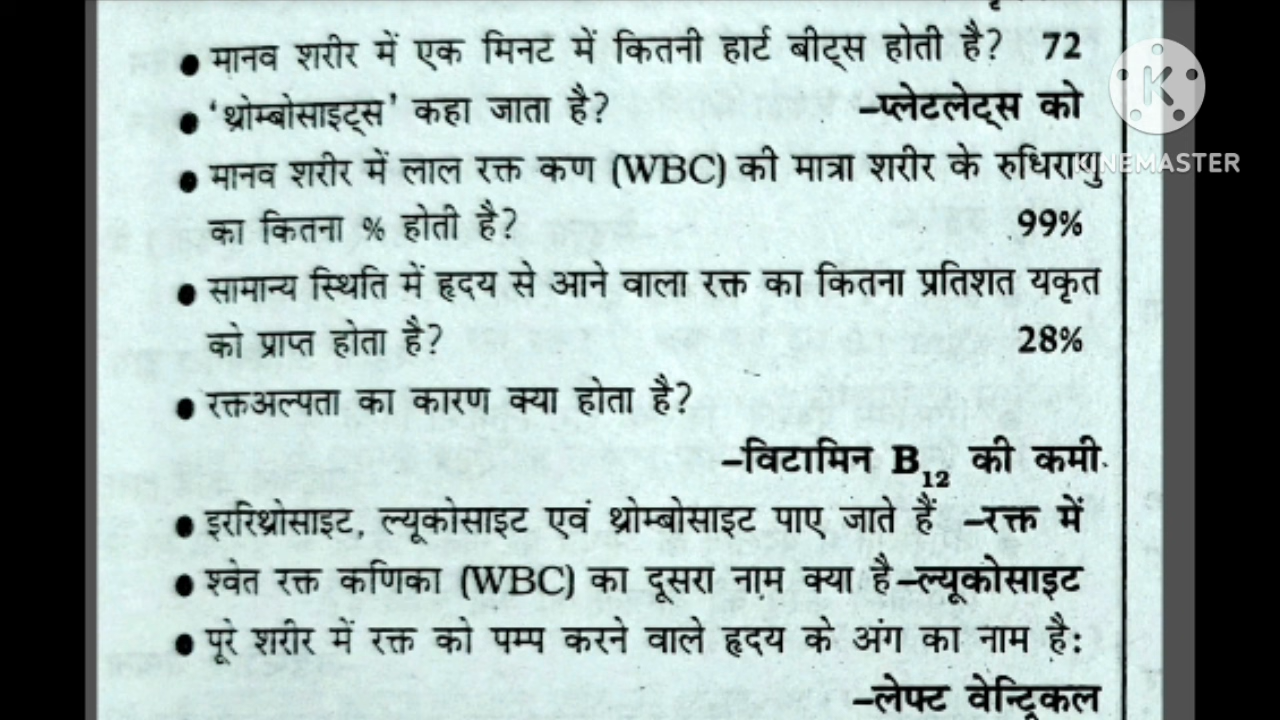 • मानव शरीर में एक मिनट में कितनी हार्ट बीट्स होती है? 72
• 'थ्रोम्बोसाइट्स' कहा जाता है? –प्लेटलेट्स को
• मानव शरीर में लाल रक्त कण (WBC) की मात्रा शरीर के रुधिराणु
KINEMASTER
का कितना % होती है? 99%
• सामान्य स्थिति में हृदय से आने वाला रक्त का कितना प्रतिशत यकृत
को प्राप्त होता है? 28%
• रक्तअल्पता का कारण क्या होता है?
–विटामिन B₁₂ की कमी
• इररिथ्रोसाइट, ल्यूकोसाइट एवं थ्रोम्बोसाइट पाए जाते हैं –रक्त में
• श्वेत रक्त कणिका (WBC) का दूसरा नाम क्या है–ल्यूकोसाइट
• पूरे शरीर में रक्त को पम्प करने वाले हृदय के अंग का नाम है:
–लेफ्ट वेन्ट्रिकल